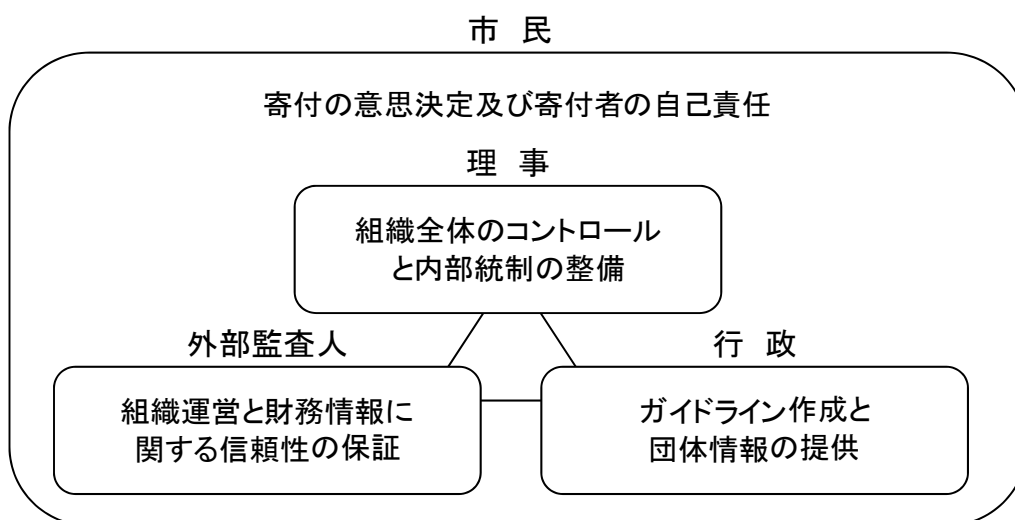 市 民
寄付の意思決定及び寄付者の自己責任
理 事
組織全体のコントロール
と内部統制の整備
外部監査人
組織運営と財務情報に
関する信頼性の保証
行 政
ガイドライン作成と
団体情報の提供